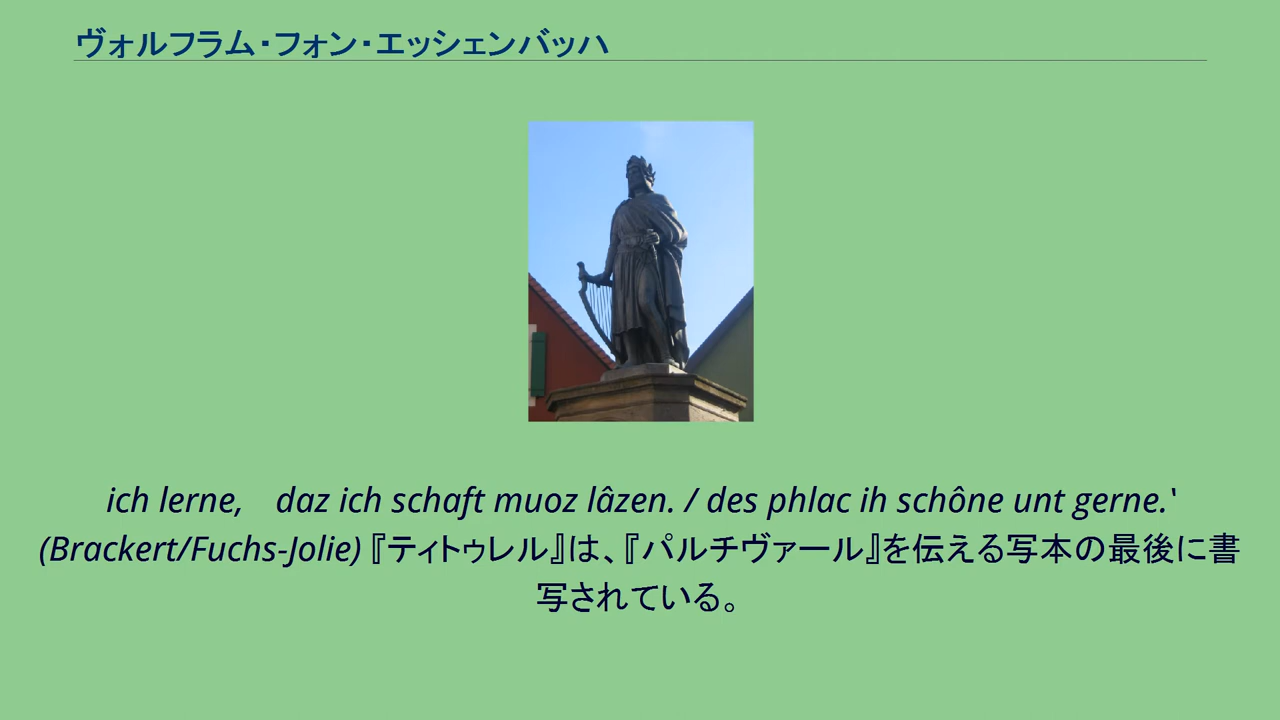 ヴォルフラム・フォン・エッシェンバッハ
ich lerne,　daz ich schaft muoz lâzen. / des phlac ih schône unt gerne.'
(Brackert/Fuchs-Jolie)『ティトゥレル』は、『パルチヴァール』を伝える写本の最後に書
写されている。